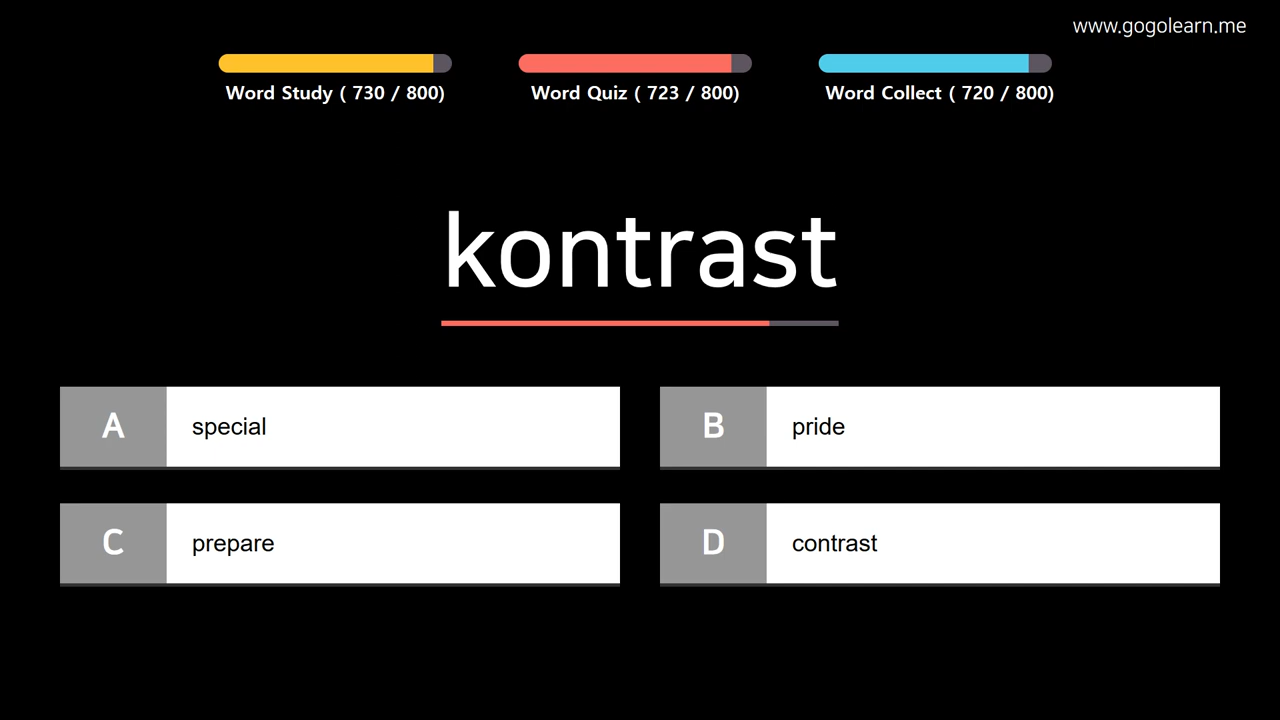 www.gogolearn.me
Word Study ( 730 / 800)
Word Quiz ( 723 / 800)
Word Collect ( 720 / 800)
kontrast
A special
B pride
C prepare
D contrast